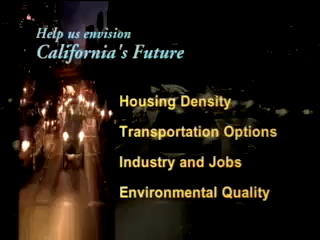 Help us envision
California's Future
Housing Density
Transportation Options
Industry and Jobs
Environmental Quality